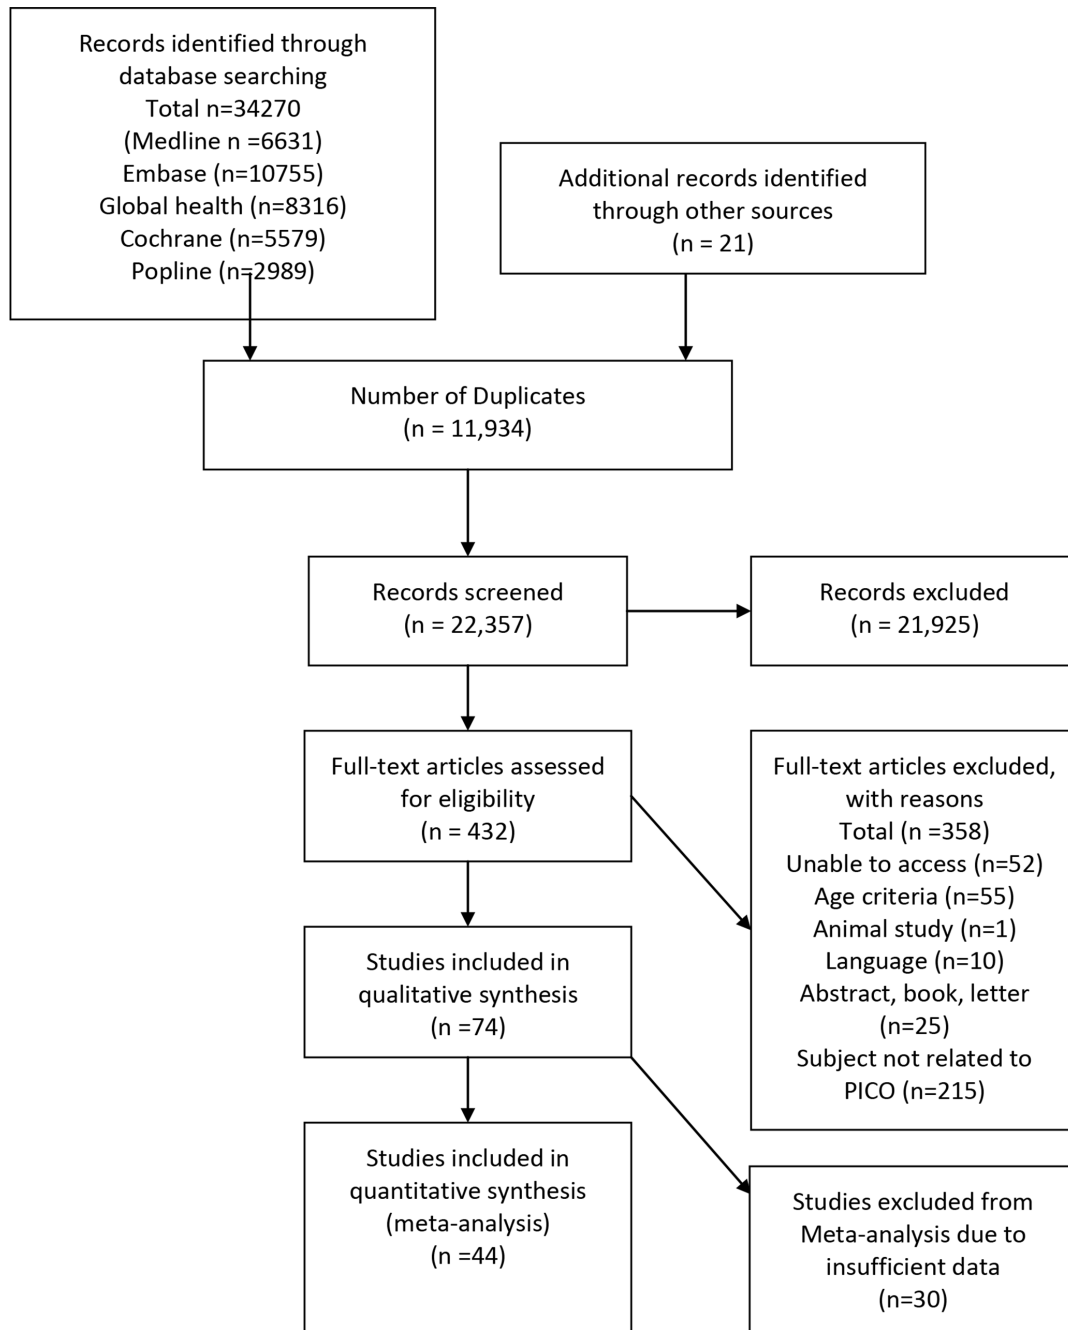 Records identified through
database searching
Total n=34270
(Medline n =6631)
Embase (n=10755)
Global health (n=8316)
Cochrane (n=5579)
Popline (n=2989)
Additional records identified
through other sources
(n = 21)
Number of Duplicates
(n = 11,934)
Records screened
(n = 22,357)
Records excluded
(n = 21,925)
Full-text articles assessed
for eligibility
(n = 432)
Full-text articles excluded,
with reasons
Total (n =358)
Unable to access (n=52)
Age criteria (n=55)
Animal study (n=1)
Language (n=10)
Abstract, book, letter
(n=25)
Subject not related to
PICO (n=215)
Studies included in
qualitative synthesis
(n =74)
Studies included in
quantitative synthesis
(meta-analysis)
(n =44)
Studies excluded from
Meta-analysis due to
insufficient data
(n=30)